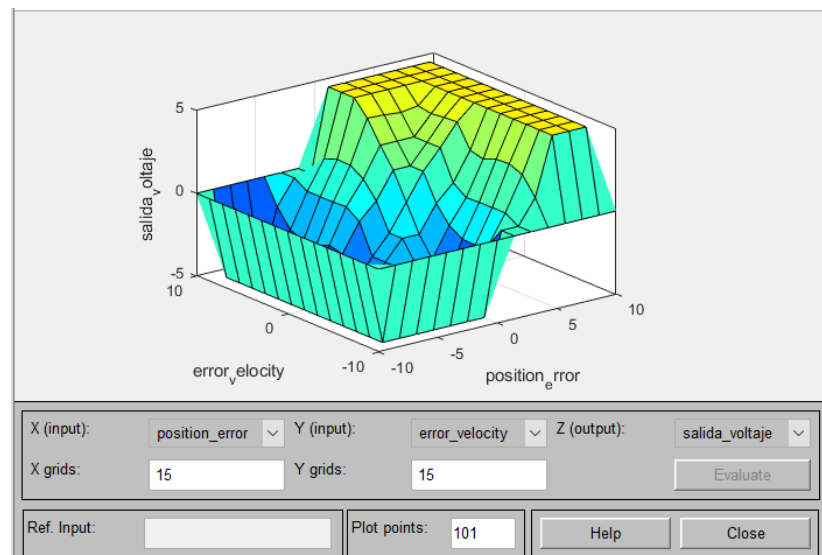 5
0
-5
10
0
-10
-10
-5
0
5
10
salida_voltaje
error_velocity
position_error
X (input): position_error Y (input): error_velocity Z (output): salida_voltaje
X grids: 15 Y grids: 15 Evaluate
Ref. Input: Plot points: 101 Help Close